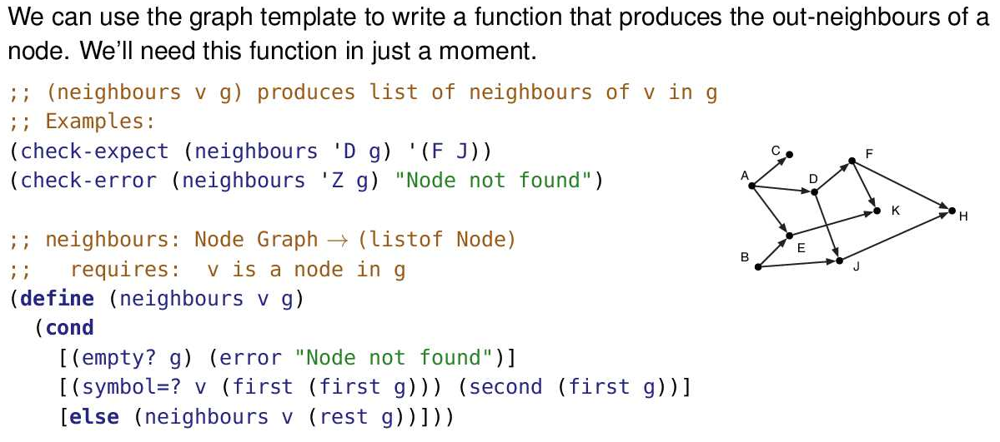 We can use the graph template to write a function that produces the out-neighbours of a
node. We'll need this function in just a moment.
;; (neighbours v g) produces list of neighbours of v in g
;; Examples:
(check-expect (neighbours 'D g) '(F J))
(check-error (neighbours 'Z g) "Node not found")
;; neighbours: Node Graph → (listof Node)
;;   requires:  v is a node in g
(define (neighbours v g)
  (cond
    [(empty? g) (error "Node not found")]
    [(symbol=? v (first (first g))) (second (first g))]
    [else (neighbours v (rest g))]))
C
F
A
D
K
H
E
B
J